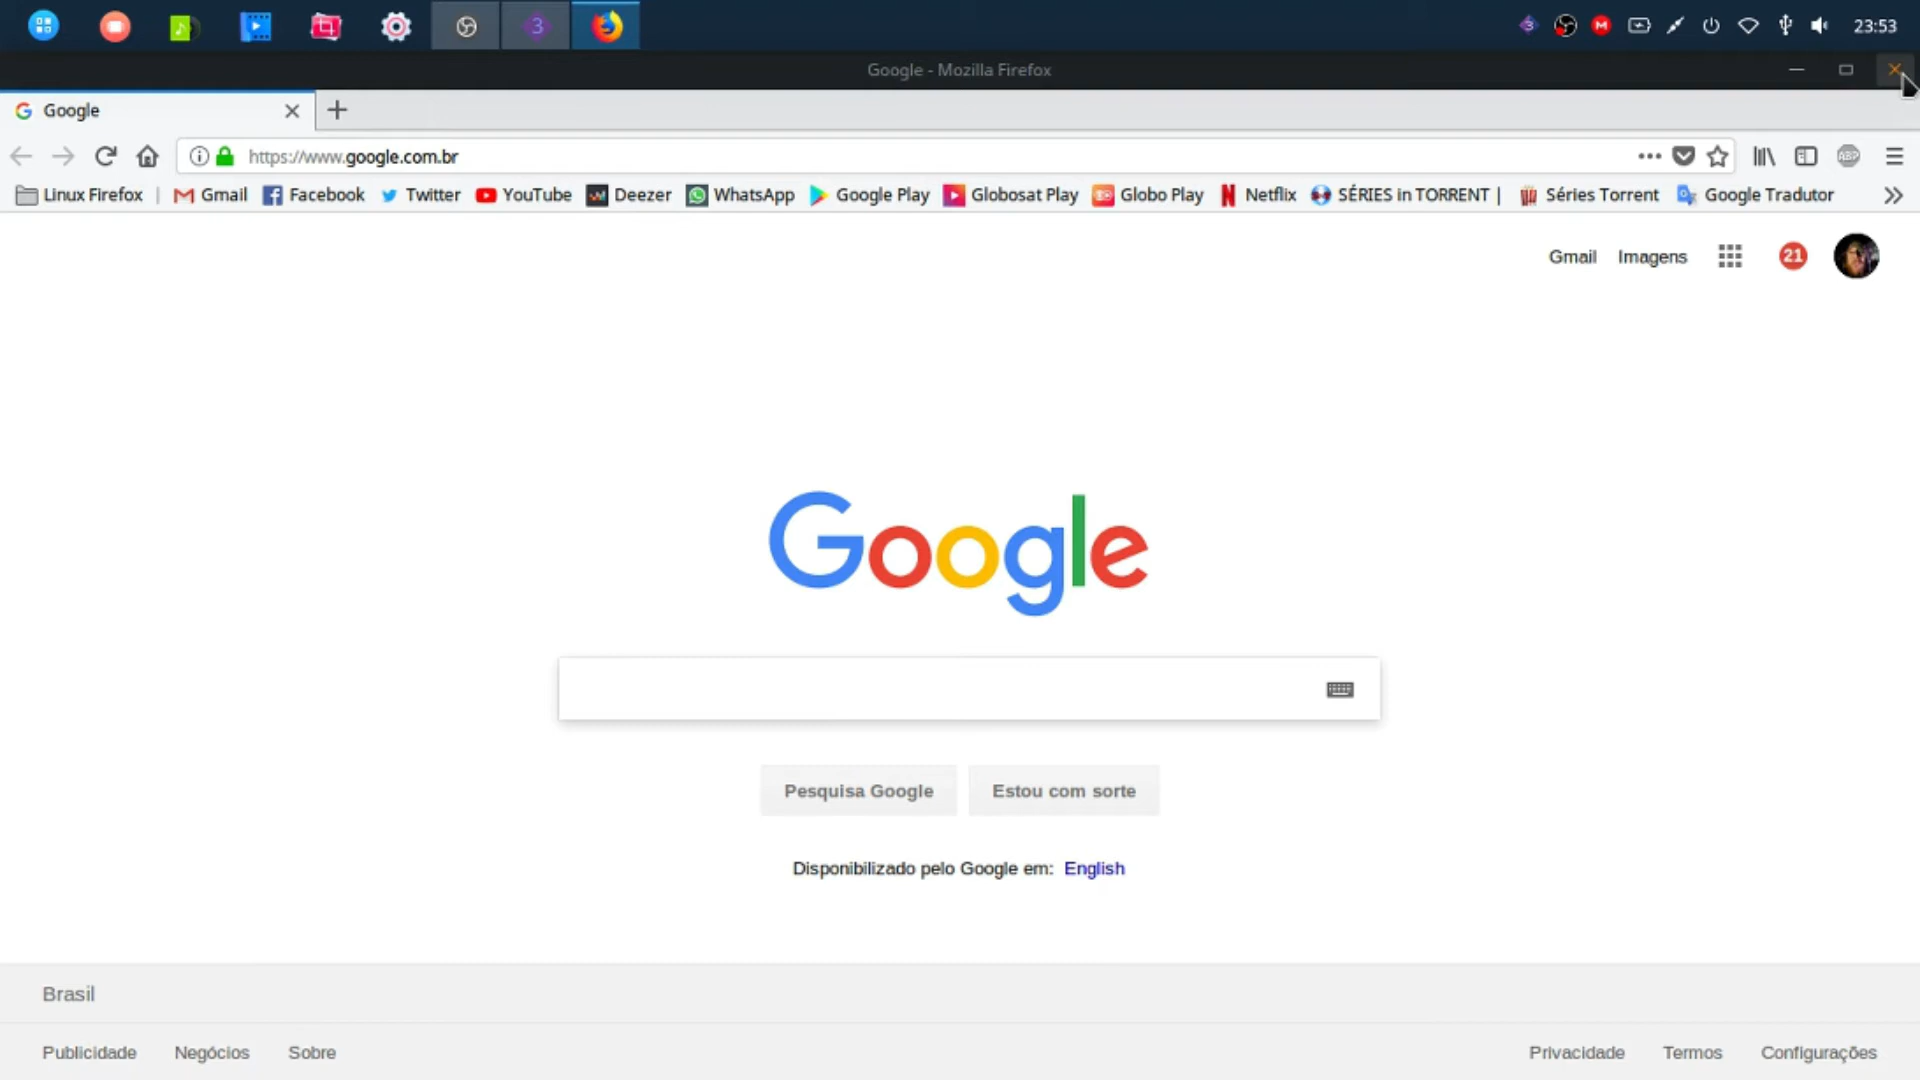 3 23:53
Google - Mozilla Firefox
Google
https://www.google.com.br ABP
Linux Firefox | Gmail Facebook Twitter YouTube Deezer WhatsApp Google Play Globosat Play Globo Play Netflix SÉRIES in TORRENT | Séries Torrent Google Tradutor
Gmail Imagens 21
Google
Pesquisa Google Estou com sorte
Disponibilizado pelo Google em: English
Brasil
Publicidade Negócios Sobre Privacidade Termos Configurações